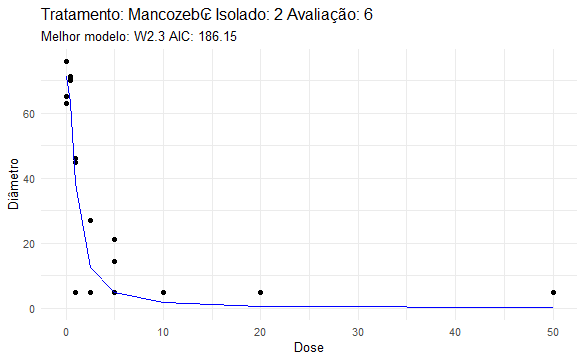 Tratamento: Mancozeb₢ Isolado: 2 Avaliação: 6
Melhor modelo: W2.3 AIC: 186.15
60
40
20
0
Diâmetro
0 10 20 30 40 50
Dose